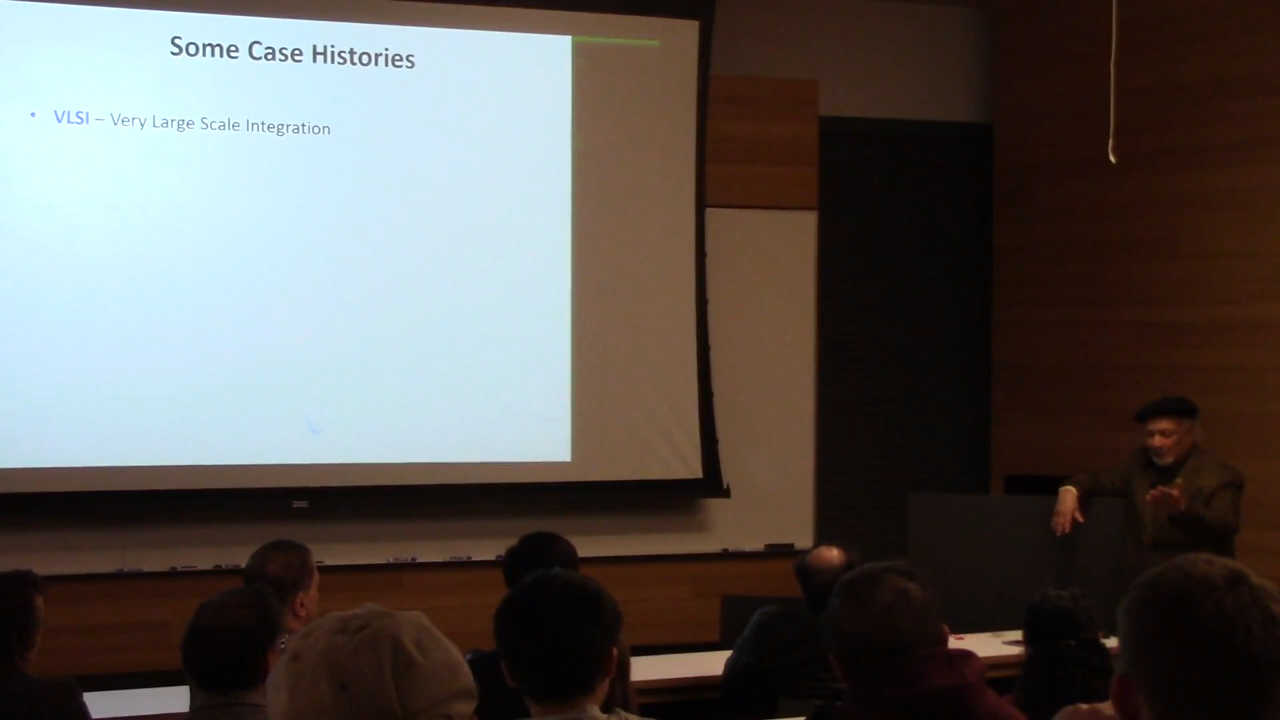 Some Case Histories
• VLSI – Very Large Scale Integration